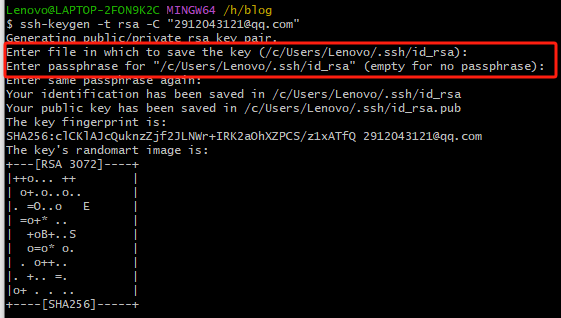 Lenovo@LAPTOP-2FON9K2C MINGW64 /h/blog
$ ssh-keygen -t rsa -C "2912043121@qq.com"
Generating public/private rsa key pair.
Enter file in which to save the key (/c/Users/Lenovo/.ssh/id_rsa):
Enter passphrase for "/c/Users/Lenovo/.ssh/id_rsa" (empty for no passphrase):
Enter same passphrase again:
Your identification has been saved in /c/Users/Lenovo/.ssh/id_rsa
Your public key has been saved in /c/Users/Lenovo/.ssh/id_rsa.pub
The key fingerprint is:
SHA256:clCKlAJcQuknzZjf2JLNWr+IRK2aOhXZPCS/z1xATfQ 2912043121@qq.com
The key's randomart image is:
+---[RSA 3072]----+
|++o... ++        |
| o+.o..o..       |
|. =O..o   E      |
| =o+* ..         |
|  +oB+..S        |
|  o=o* o.        |
| . o++..         |
|. +.. =.         |
|o+ . . ..        |
+----[SHA256]-----+